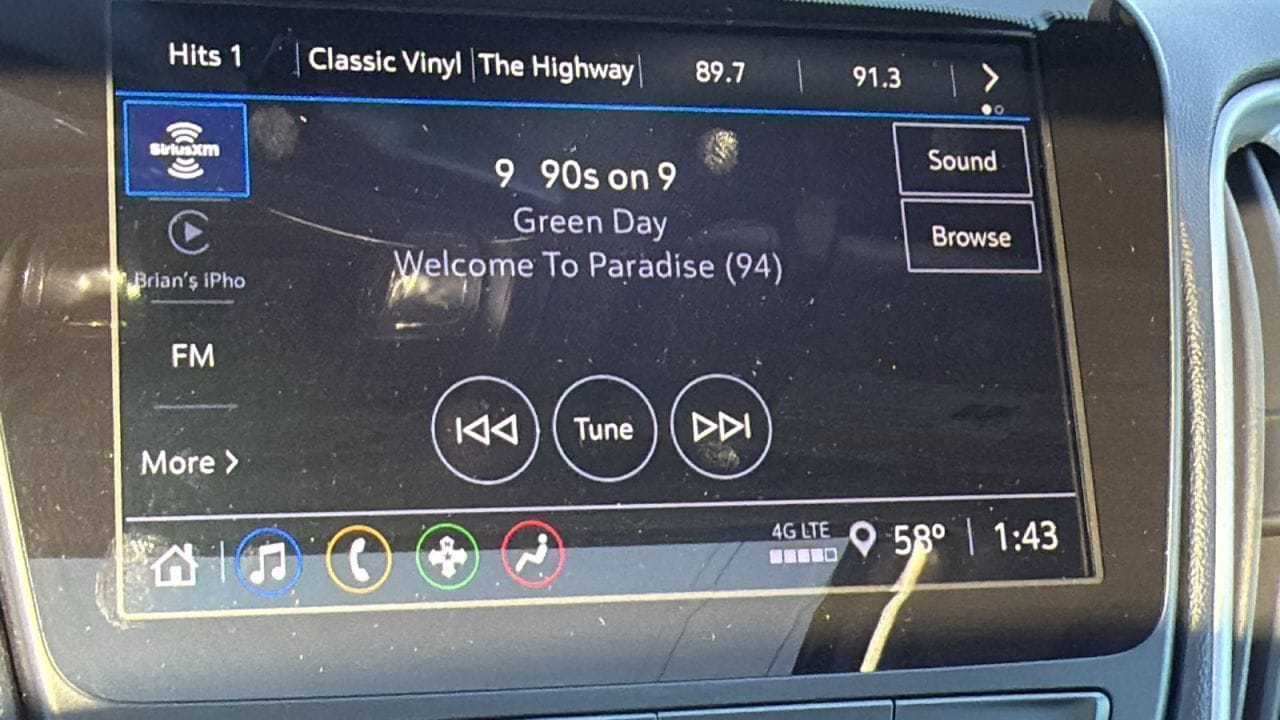 Hits 1 | Classic Vinyl | The Highway | 89.7 | 91.3 >
SiriusXM
9 90s on 9
Green Day
Welcome To Paradise (94)
Sound
Browse
Brian's iPho
FM
More >
Tune
4G LTE
58° | 1:43